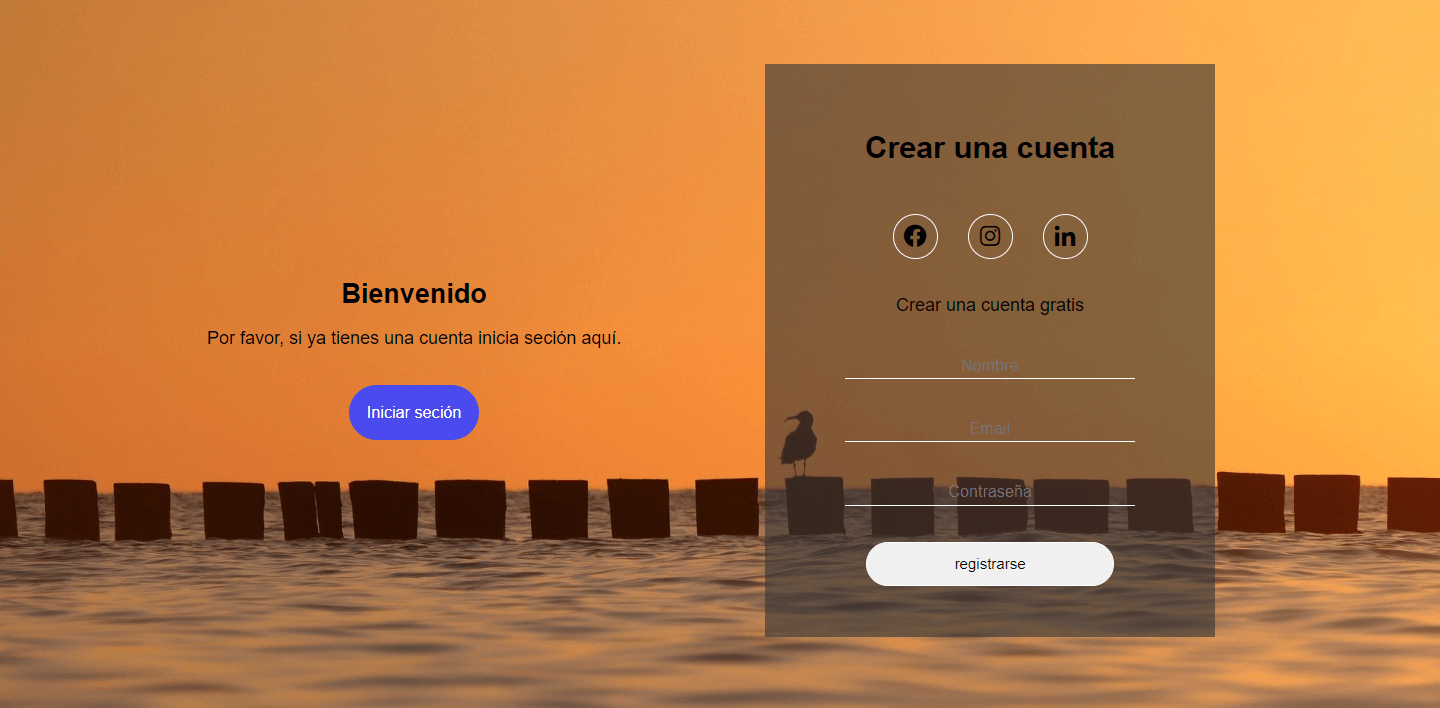 Bienvenido
Por favor, si ya tienes una cuenta inicia seción aquí.
Iniciar seción
Crear una cuenta
Crear una cuenta gratis
Nombre
Email
Contraseña
registrarse